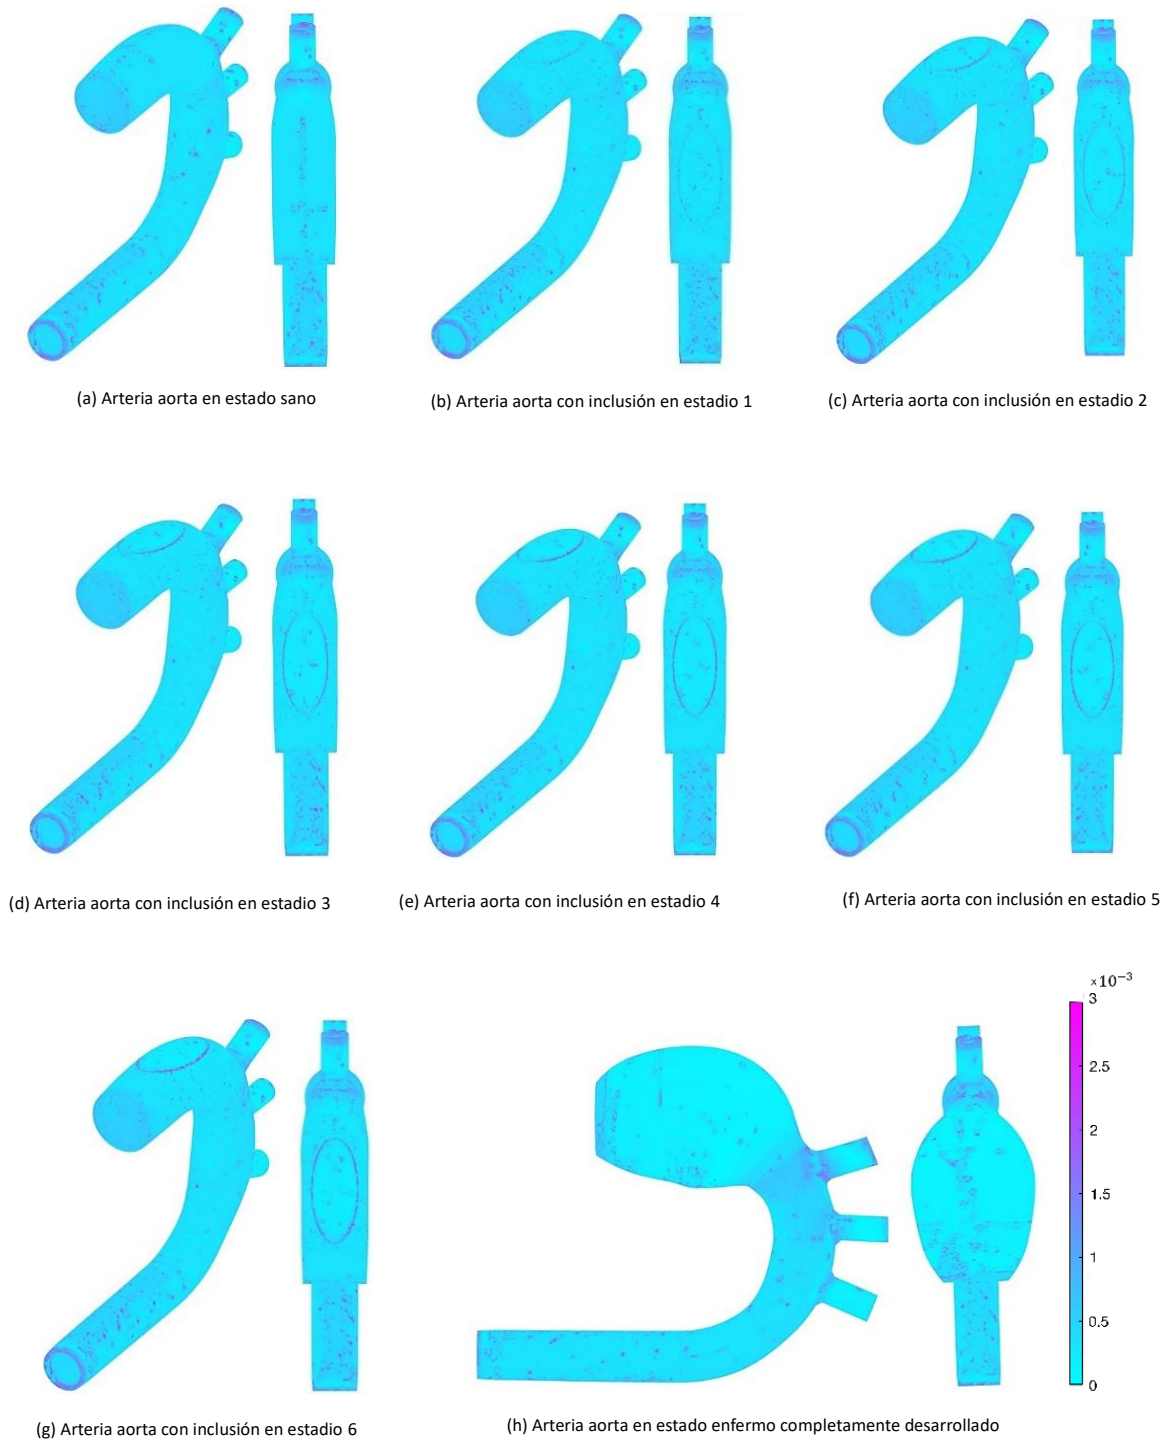 (a) Arteria aorta en estado sano
(b) Arteria aorta con inclusión en estadio 1
(c) Arteria aorta con inclusión en estadio 2
(d) Arteria aorta con inclusión en estadio 3
(e) Arteria aorta con inclusión en estadio 4
(f) Arteria aorta con inclusión en estadio 5
×10⁻³
3
2.5
2
1.5
1
0.5
0
(g) Arteria aorta con inclusión en estadio 6
(h) Arteria aorta en estado enfermo completamente desarrollado